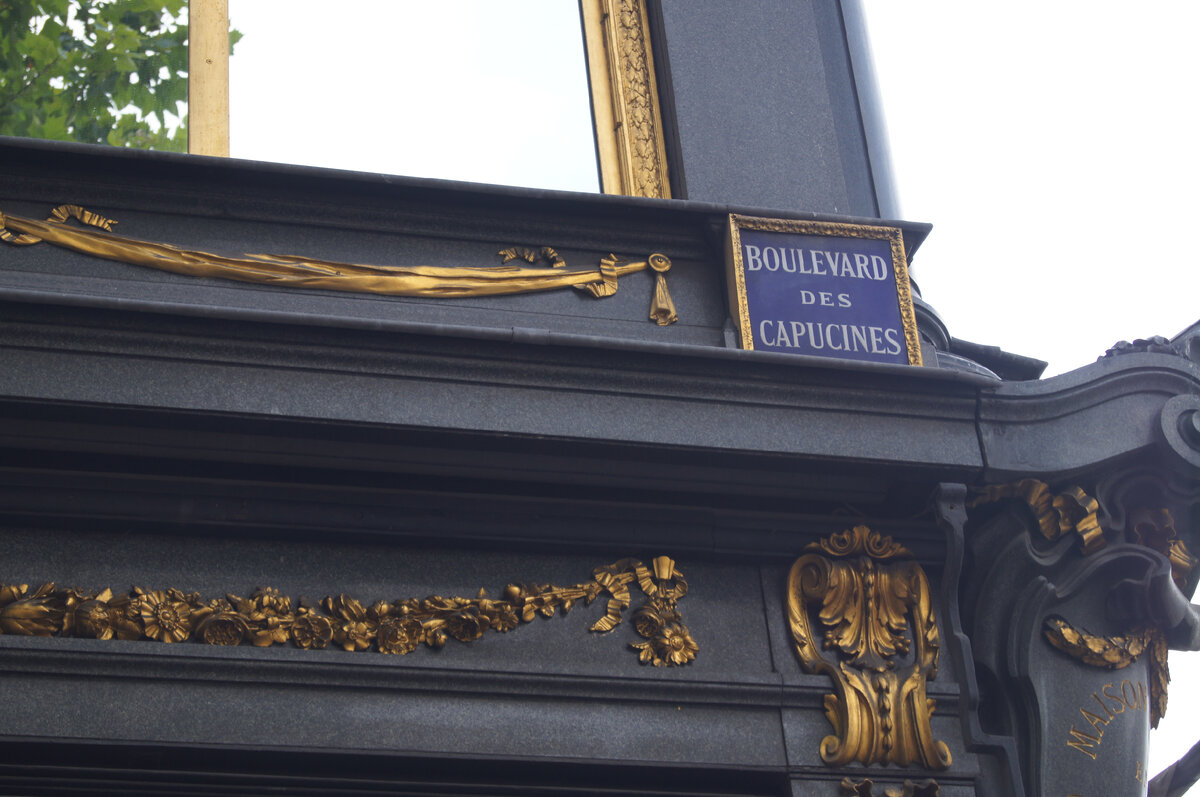 BOULEVARD
DES
CAPUCINES
MAISON